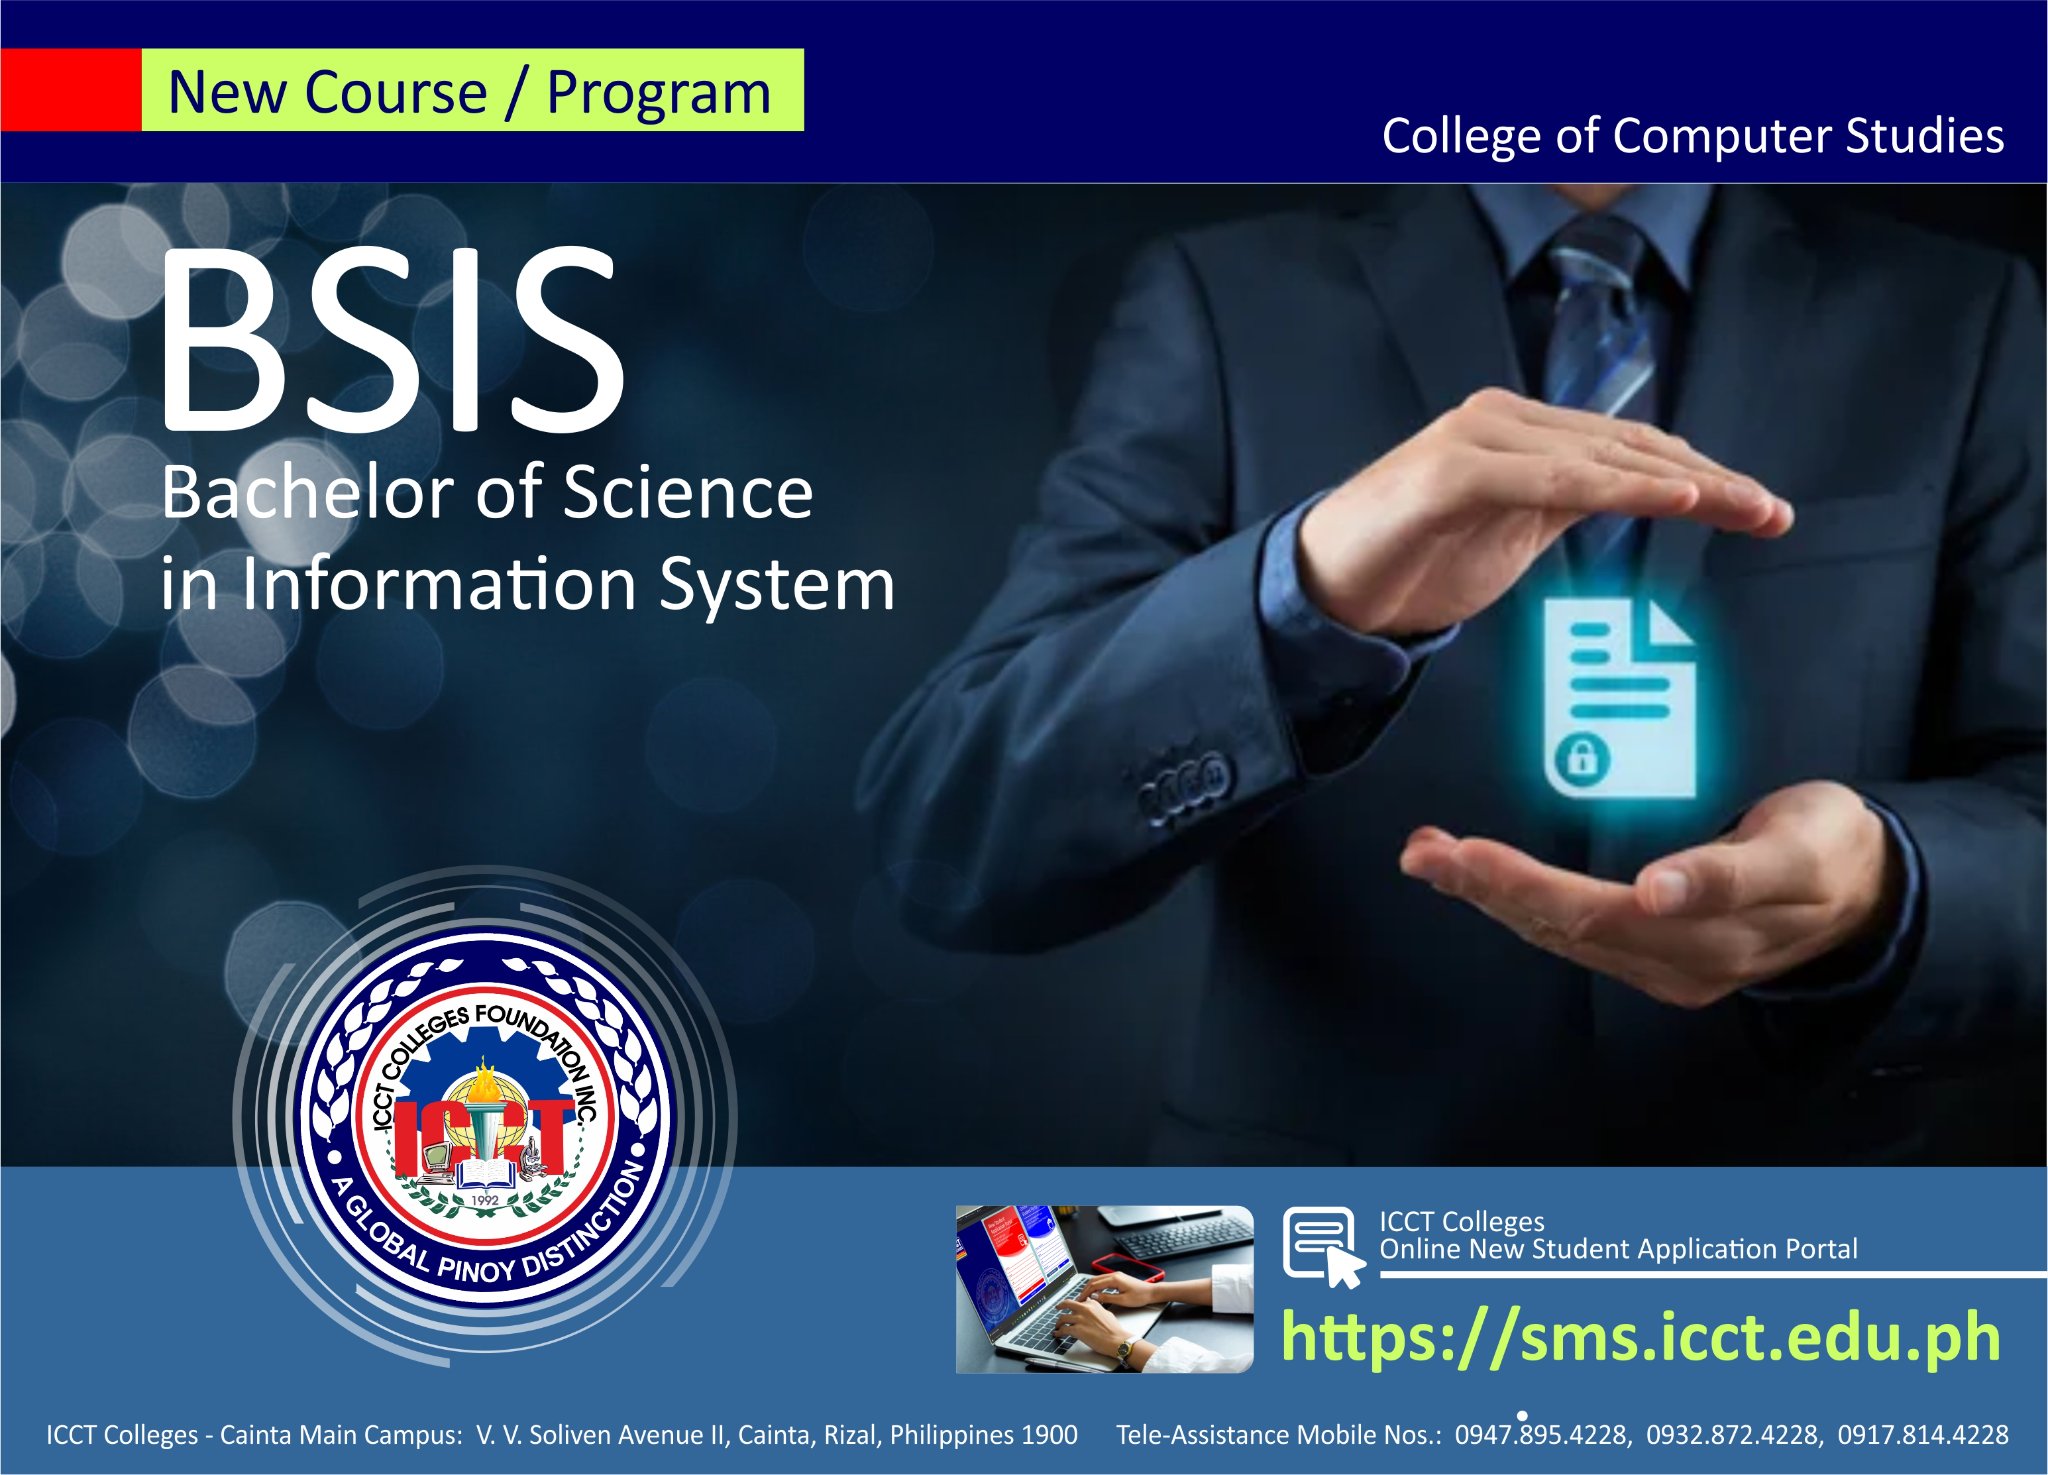 New Course / Program
College of Computer Studies
BSIS
Bachelor of Science
in Information System
ICCT COLLEGES FOUNDATION INC.
ICCT
1992
• A GLOBAL PINOY DISTINCTION •
ICCT Colleges
Online New Student Application Portal
https://sms.icct.edu.ph
ICCT Colleges - Cainta Main Campus: V. V. Soliven Avenue II, Cainta, Rizal, Philippines 1900 Tele-Assistance Mobile Nos.: 0947.895.4228, 0932.872.4228, 0917.814.4228